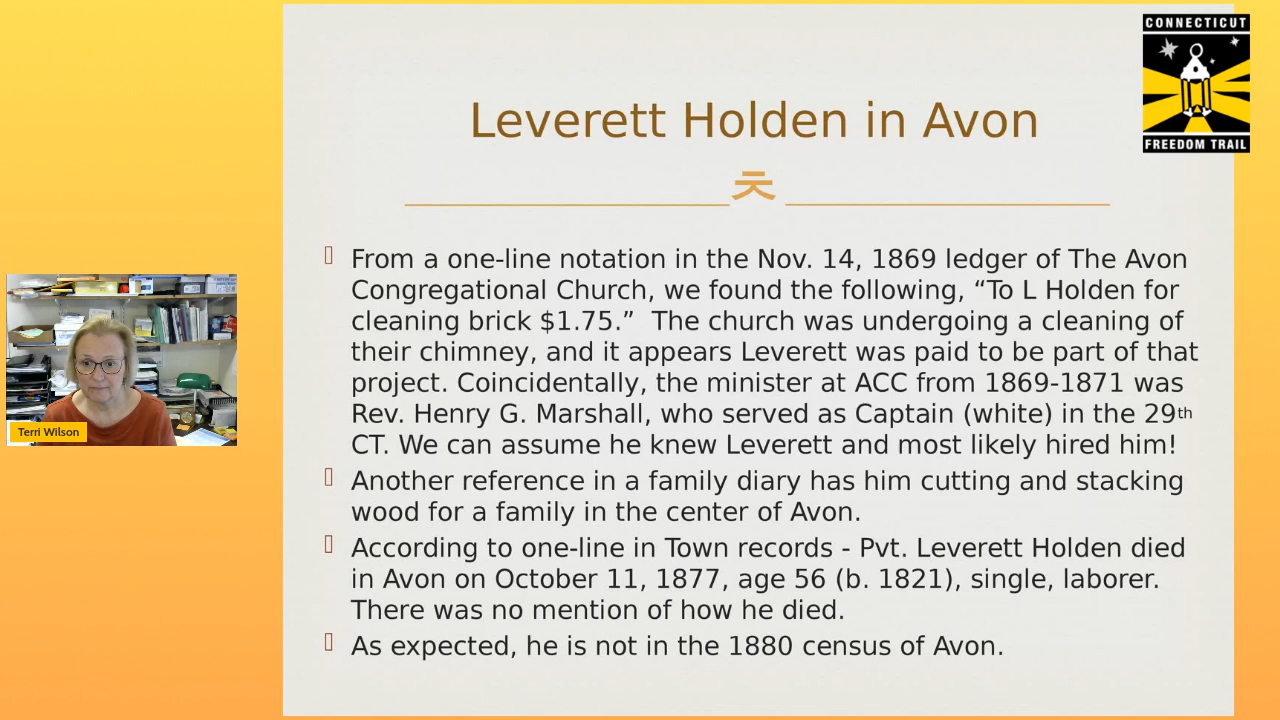 CONNECTICUT
FREEDOM TRAIL
Leverett Holden in Avon
From a one-line notation in the Nov. 14, 1869 ledger of The Avon
Congregational Church, we found the following, “To L Holden for
cleaning brick $1.75.”  The church was undergoing a cleaning of
their chimney, and it appears Leverett was paid to be part of that
project. Coincidentally, the minister at ACC from 1869-1871 was
Rev. Henry G. Marshall, who served as Captain (white) in the 29th
CT. We can assume he knew Leverett and most likely hired him!
Another reference in a family diary has him cutting and stacking
wood for a family in the center of Avon.
According to one-line in Town records - Pvt. Leverett Holden died
in Avon on October 11, 1877, age 56 (b. 1821), single, laborer.
There was no mention of how he died.
As expected, he is not in the 1880 census of Avon.
Terri Wilson